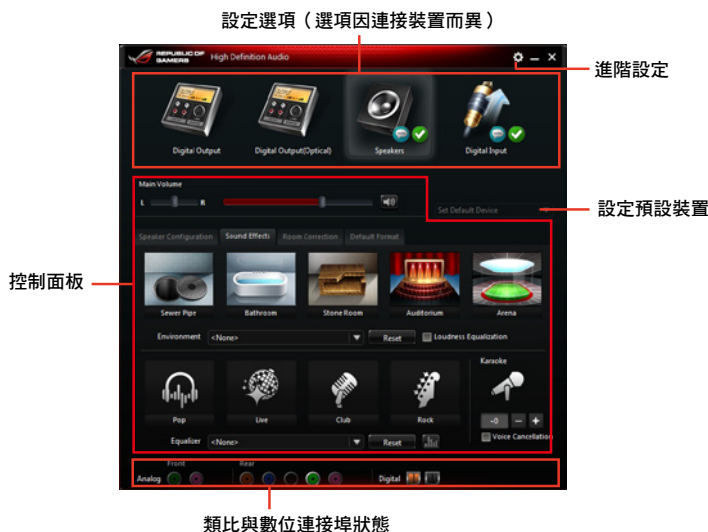 設定選項（選項因連接裝置而異）
REPUBLIC OF GAMERS High Definition Audio
進階設定
Digital Output Digital Output(Optical) Speakers Digital Input
Main Volume
L R
Set Default Device
設定預設裝置
Speaker Configuration Sound Effects Room Correction Default Format
控制面板
Sewer Pipe Bathroom Stone Room Auditorium Arena
Environment <None> Reset Loudness Equalization
Karaoke
Pop Live Club Rock
-0 - +
Equalizer <None> Reset Voice Cancellation
Front Rear
Analog Digital
類比與數位連接埠狀態